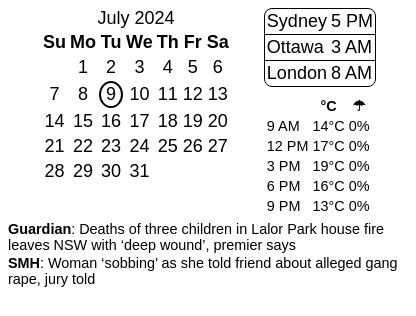 July 2024
Su Mo Tu We Th Fr Sa
1 2 3 4 5 6
7 8 9 10 11 12 13
14 15 16 17 18 19 20
21 22 23 24 25 26 27
28 29 30 31
Sydney 5 PM
Ottawa 3 AM
London 8 AM
°C ☂
9 AM 14°C 0%
12 PM 17°C 0%
3 PM 19°C 0%
6 PM 16°C 0%
9 PM 13°C 0%
Guardian: Deaths of three children in Lalor Park house fire
leaves NSW with ‘deep wound’, premier says
SMH: Woman ‘sobbing’ as she told friend about alleged gang
rape, jury told